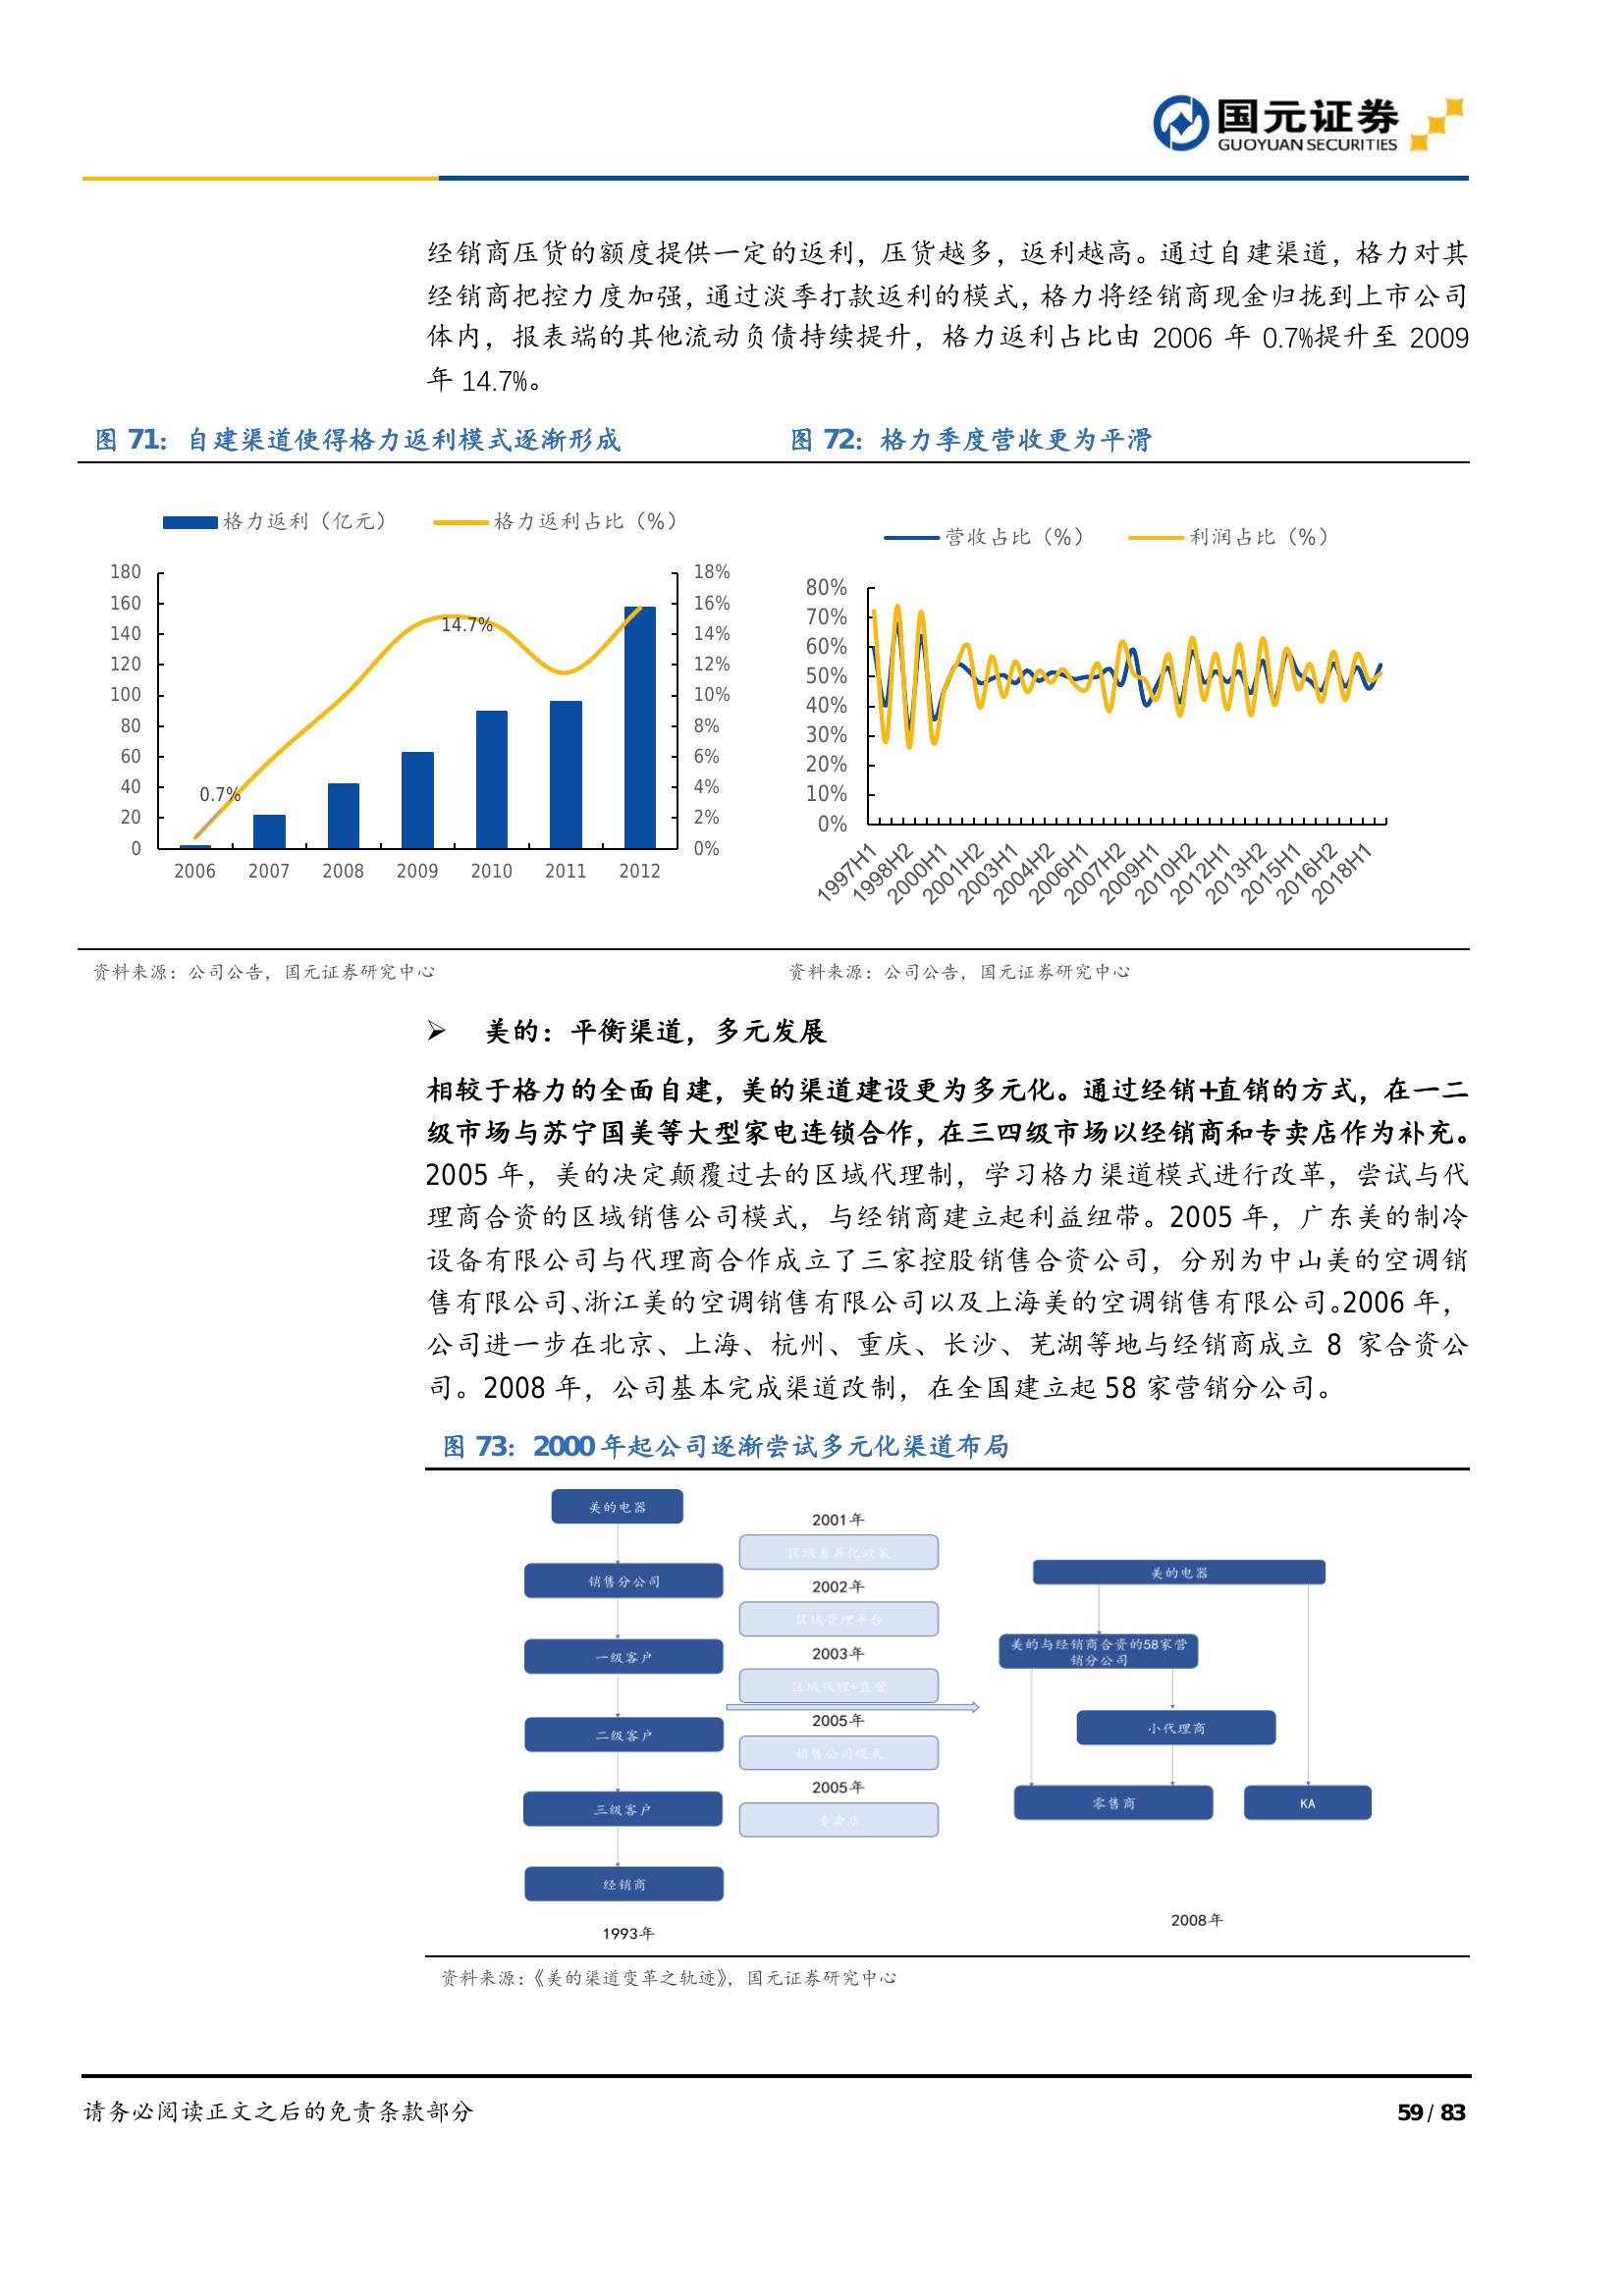 国元证券
GUOYUAN SECURITIES
经销商压货的额度提供一定的返利，压货越多，返利越高。通过自建渠道，格力对其
经销商把控力度加强，通过淡季打款返利的模式，格力将经销商现金归拢到上市公司
体内，报表端的其他流动负债持续提升，格力返利占比由 2006 年 0.7%提升至 2009
年 14.7%。
图 71：自建渠道使得格力返利模式逐渐形成
图 72：格力季度营收更为平滑
格力返利（亿元） 格力返利占比（%）
180 18%
160 16%
140 14%
120 12%
100 10%
80 8%
60 6%
40 4%
20 2%
0 0%
14.7%
0.7%
2006 2007 2008 2009 2010 2011 2012
营收占比（%） 利润占比（%）
80%
70%
60%
50%
40%
30%
20%
10%
0%
1997H1 1998H2 2000H1 2001H2 2003H1 2004H2 2006H1 2007H2 2009H1 2010H2 2012H1 2013H2 2015H1 2016H2 2018H1
资料来源：公司公告，国元证券研究中心
资料来源：公司公告，国元证券研究中心
➢ 美的：平衡渠道，多元发展
相较于格力的全面自建，美的渠道建设更为多元化。通过经销+直销的方式，在一二
级市场与苏宁国美等大型家电连锁合作，在三四级市场以经销商和专卖店作为补充。
2005 年，美的决定颠覆过去的区域代理制，学习格力渠道模式进行改革，尝试与代
理商合资的区域销售公司模式，与经销商建立起利益纽带。2005 年，广东美的制冷
设备有限公司与代理商合作成立了三家控股销售合资公司，分别为中山美的空调销
售有限公司、浙江美的空调销售有限公司以及上海美的空调销售有限公司。2006 年，
公司进一步在北京、上海、杭州、重庆、长沙、芜湖等地与经销商成立 8 家合资公
司。2008 年，公司基本完成渠道改制，在全国建立起 58 家营销分公司。
图 73：2000 年起公司逐渐尝试多元化渠道布局
美的电器
销售分公司
一级客户
二级客户
三级客户
经销商
1993年
2001年
区域差异化政策
2002年
区域管理平台
2003年
区域代理+直营
2005年
销售公司模式
2005年
专卖店
美的电器
美的与经销商合资的58家营
销分公司
小代理商
零售商
KA
2008年
资料来源：《美的渠道变革之轨迹》，国元证券研究中心
请务必阅读正文之后的免责条款部分
59 / 83